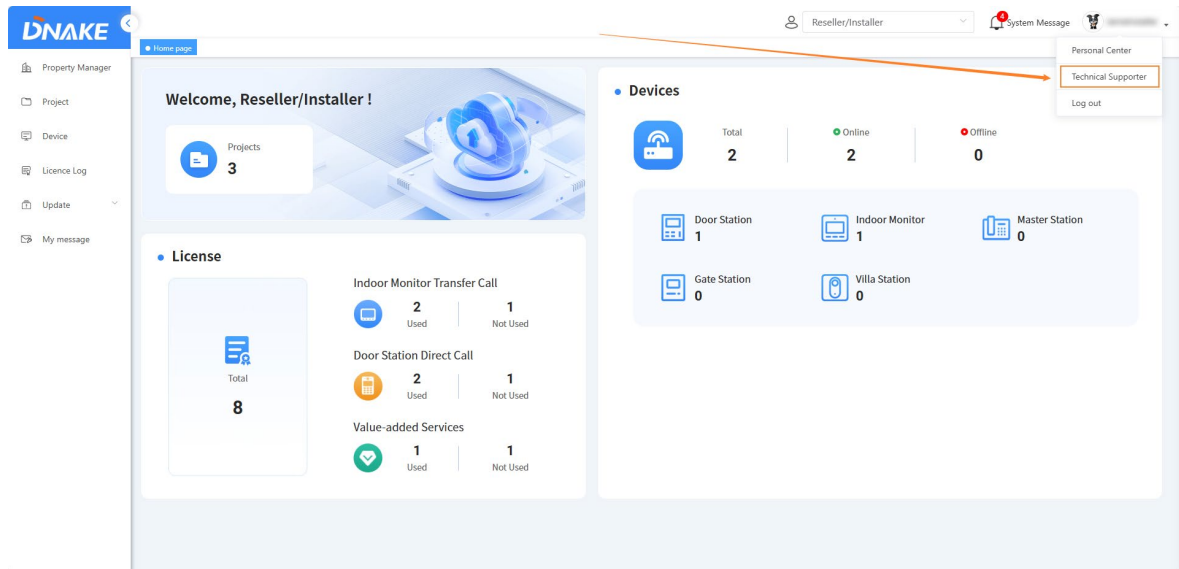 DNAKE
Reseller/Installer
4
System Message
Home page
Personal Center
Technical Supporter
Log out
Property Manager
Project
Device
Licence Log
Update
My message
Welcome, Reseller/Installer !
Projects
3
License
Total
8
Indoor Monitor Transfer Call
2 1
Used Not Used
Door Station Direct Call
2 1
Used Not Used
Value-added Services
1 1
Used Not Used
Devices
Total Online Offline
2 2 0
Door Station Indoor Monitor Master Station
1 1 0
Gate Station Villa Station
0 0